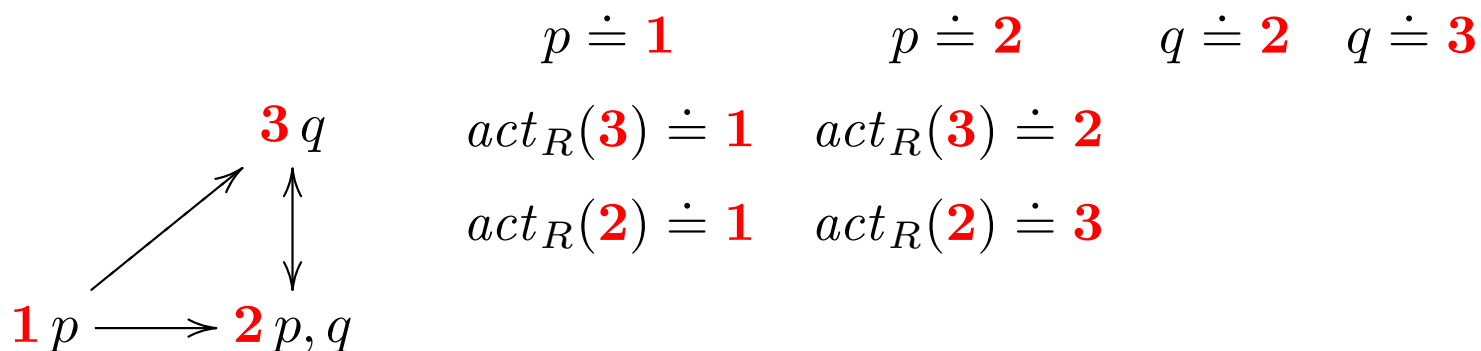 p ≐ 1 p ≐ 2 q ≐ 2 q ≐ 3
3 q act_R(3) ≐ 1 act_R(3) ≐ 2
act_R(2) ≐ 1 act_R(2) ≐ 3
1 p 2 p, q